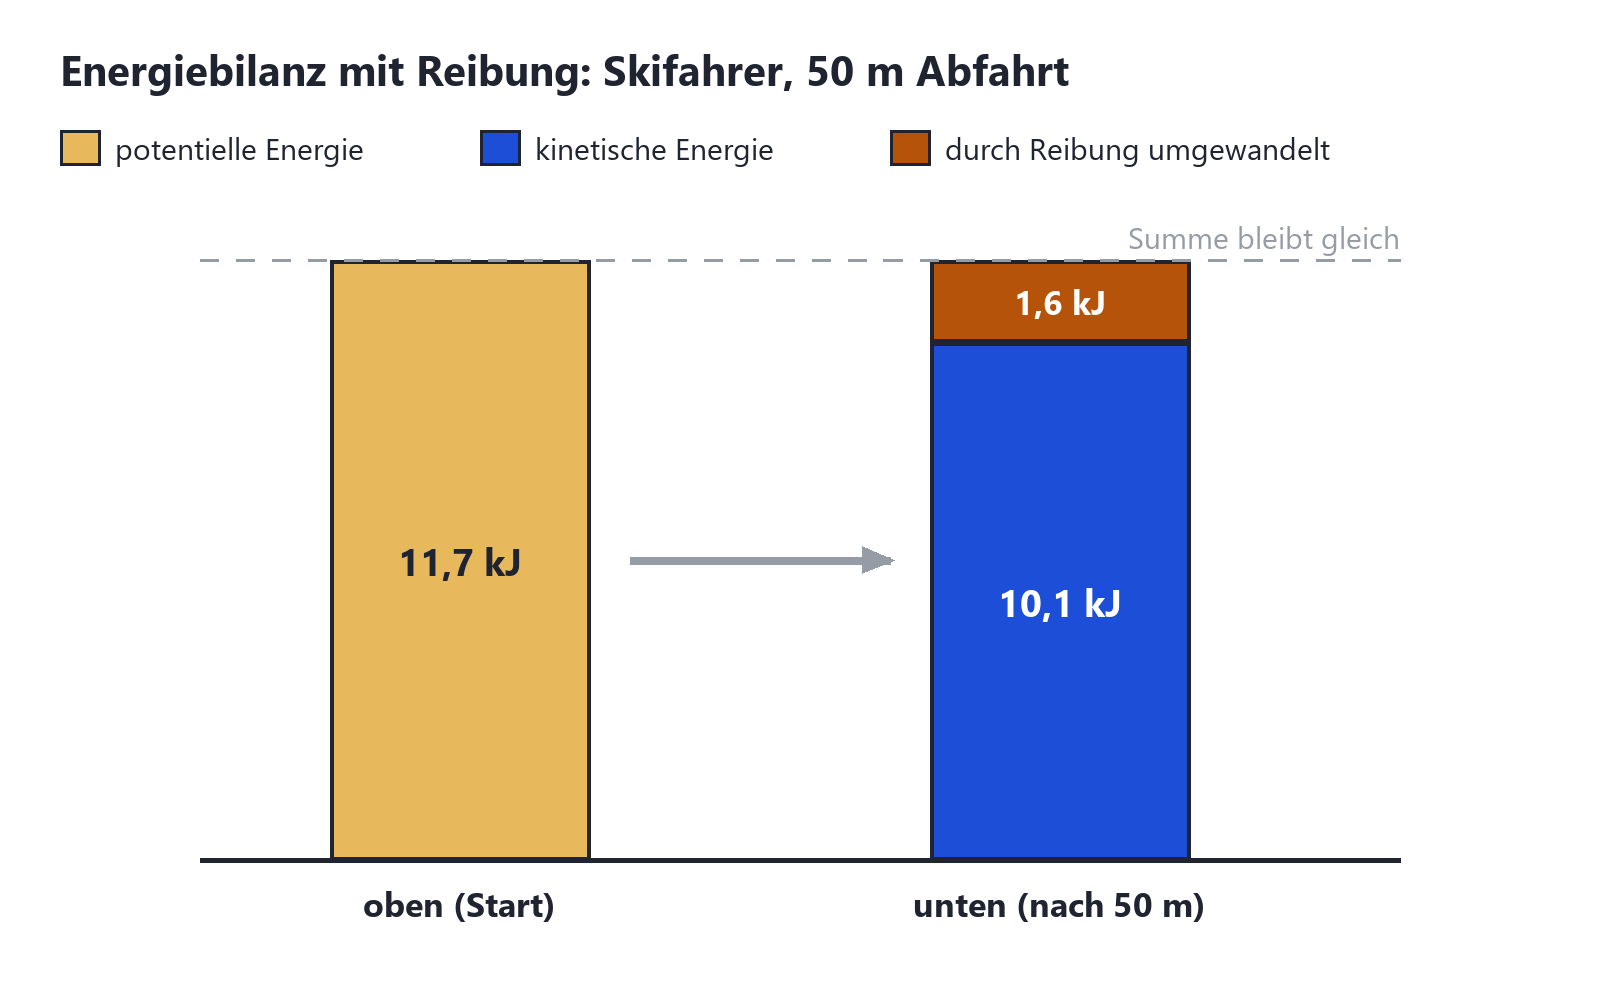 Energiebilanz mit Reibung: Skifahrer, 50 m Abfahrt
potentielle Energie
kinetische Energie
durch Reibung umgewandelt
Summe bleibt gleich
1,6 kJ
11,7 kJ
10,1 kJ
oben (Start)
unten (nach 50 m)